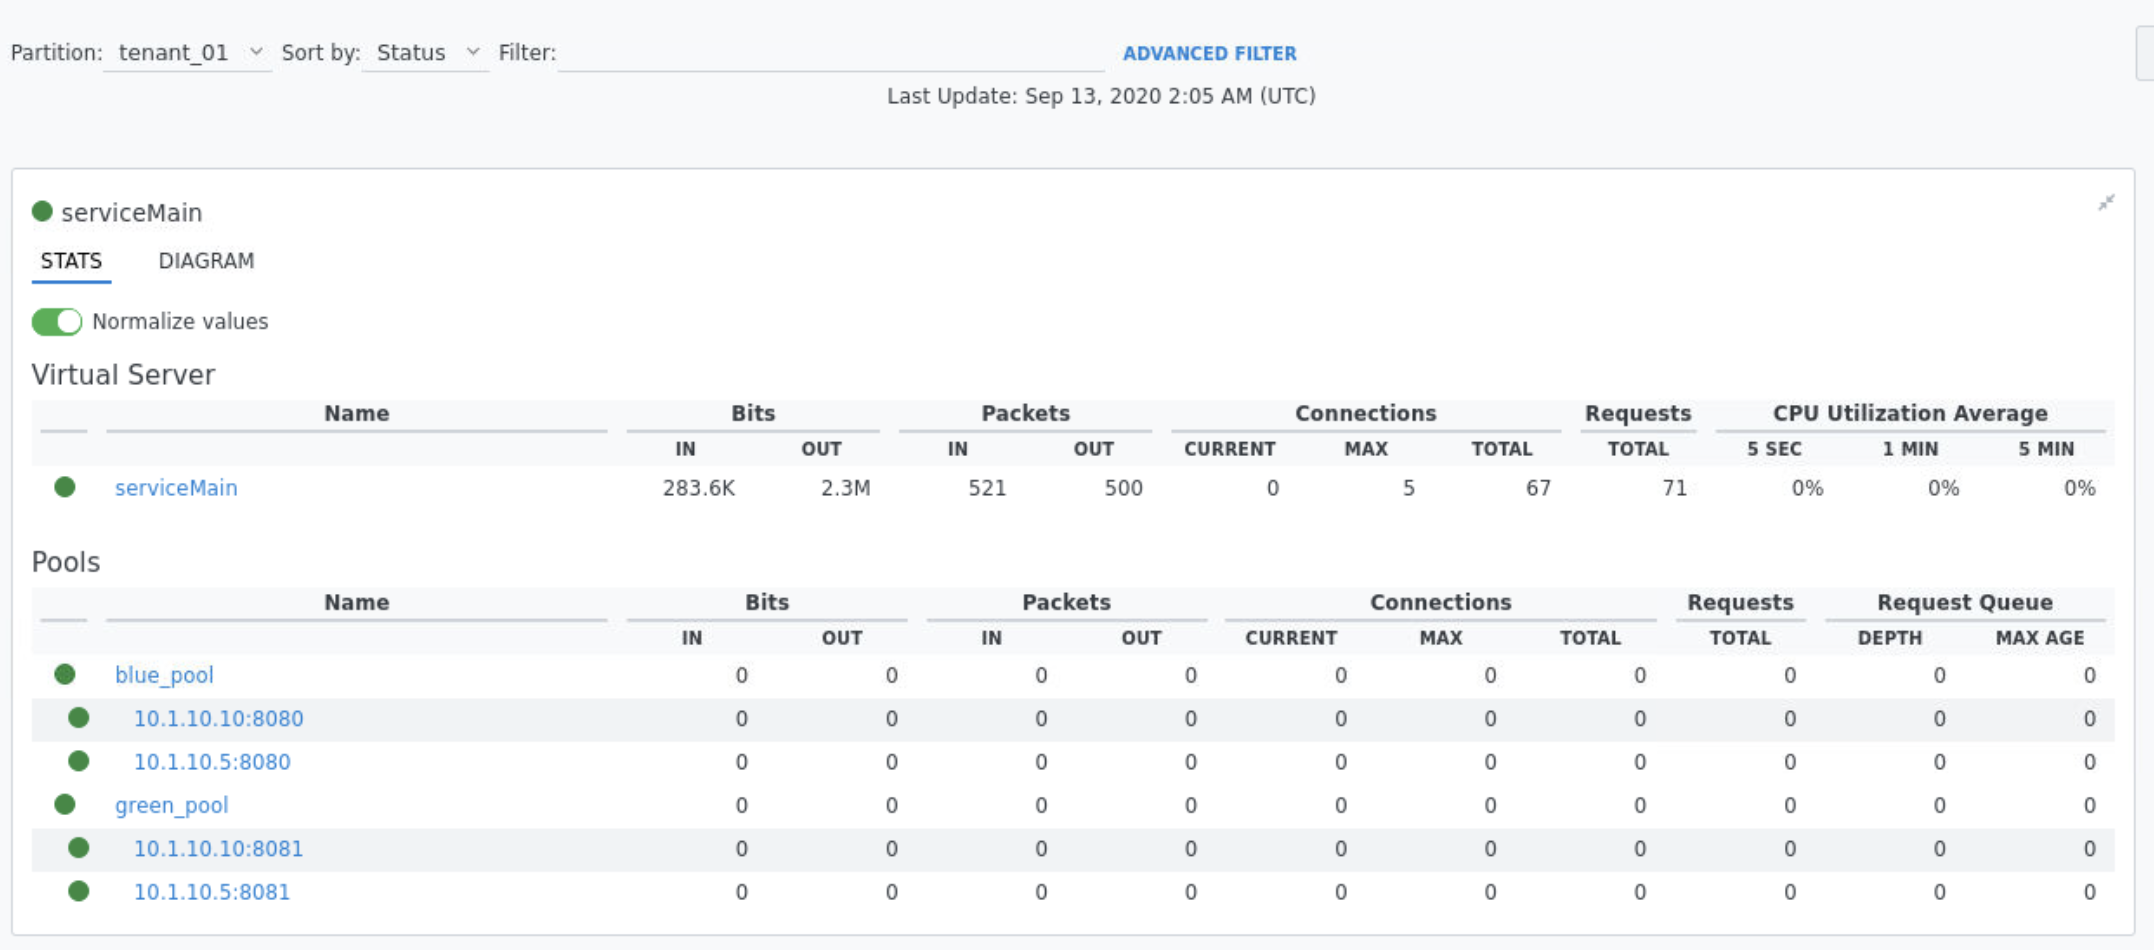 Partition: tenant_01 Sort by: Status Filter: ADVANCED FILTER
Last Update: Sep 13, 2020 2:05 AM (UTC)
serviceMain
STATS DIAGRAM
Normalize values
Virtual Server
Name Bits Packets Connections Requests CPU Utilization Average
IN OUT IN OUT CURRENT MAX TOTAL TOTAL 5 SEC 1 MIN 5 MIN
serviceMain 283.6K 2.3M 521 500 0 5 67 71 0% 0% 0%
Pools
Name Bits Packets Connections Requests Request Queue
IN OUT IN OUT CURRENT MAX TOTAL TOTAL DEPTH MAX AGE
blue_pool 0 0 0 0 0 0 0 0 0 0
10.1.10.10:8080 0 0 0 0 0 0 0 0 0 0
10.1.10.5:8080 0 0 0 0 0 0 0 0 0 0
green_pool 0 0 0 0 0 0 0 0 0 0
10.1.10.10:8081 0 0 0 0 0 0 0 0 0 0
10.1.10.5:8081 0 0 0 0 0 0 0 0 0 0